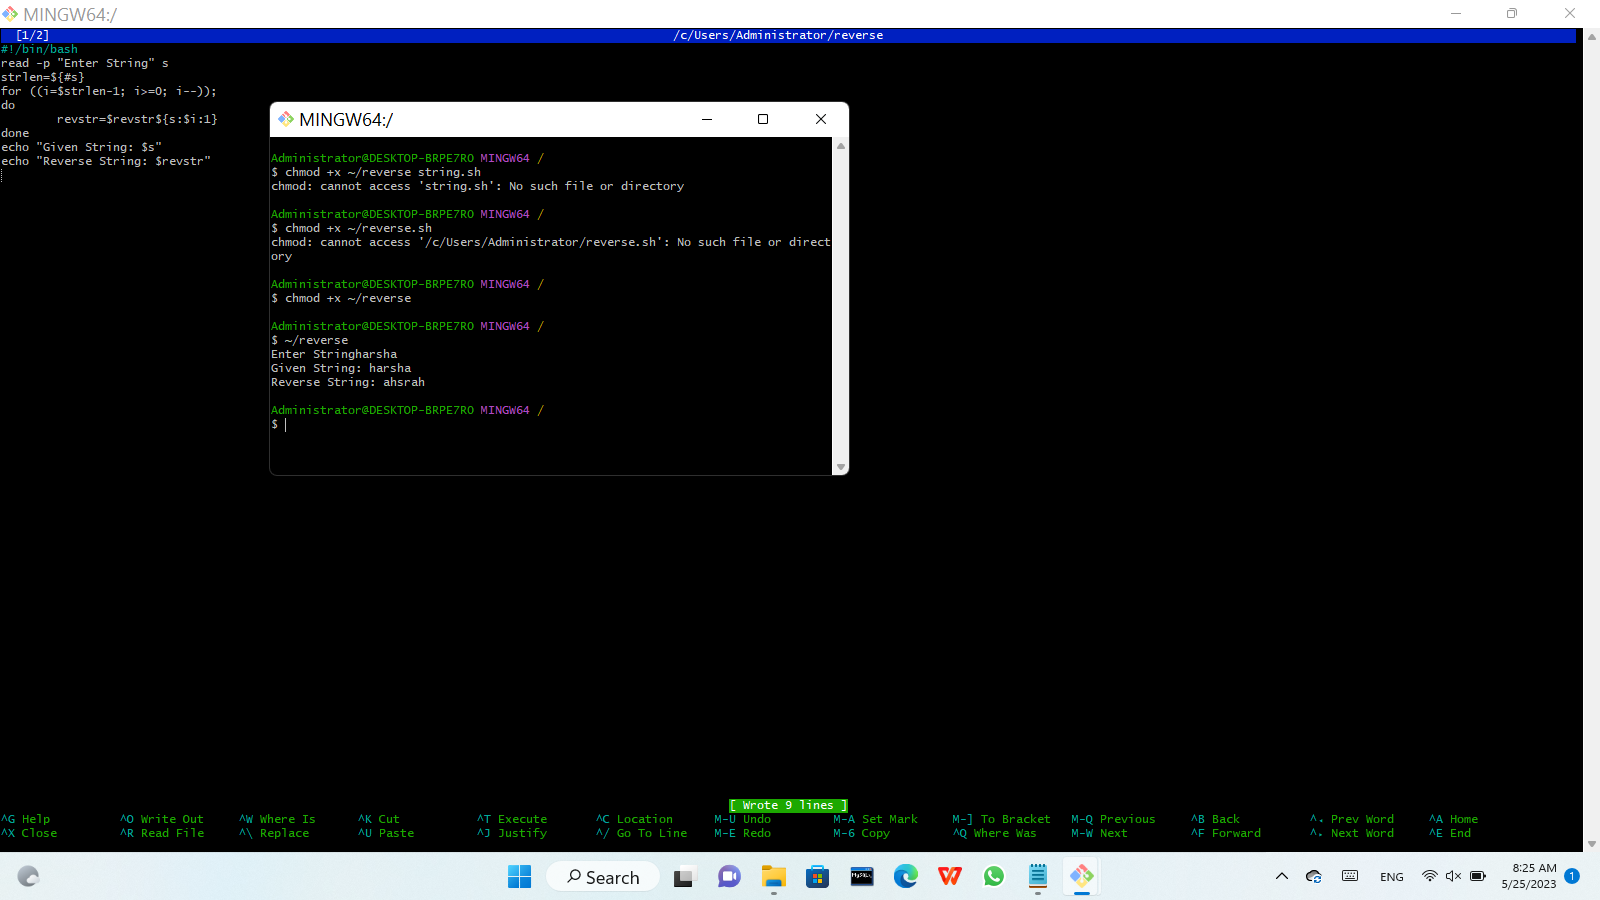 MINGW64:/
[1/2] /c/Users/Administrator/reverse
#!/bin/bash
read -p "Enter String" s
strlen=${#s}
for ((i=$strlen-1; i>=0; i--));
do
revstr=$revstr${s:$i:1}
done
echo "Given String: $s"
echo "Reverse String: $revstr"
MINGW64:/
Administrator@DESKTOP-BRPE7RO MINGW64 /
$ chmod +x ~/reverse string.sh
chmod: cannot access 'string.sh': No such file or directory
Administrator@DESKTOP-BRPE7RO MINGW64 /
$ chmod +x ~/reverse.sh
chmod: cannot access '/c/Users/Administrator/reverse.sh': No such file or direct
ory
Administrator@DESKTOP-BRPE7RO MINGW64 /
$ chmod +x ~/reverse
Administrator@DESKTOP-BRPE7RO MINGW64 /
$ ~/reverse
Enter Stringharsha
Given String: harsha
Reverse String: ahsrah
Administrator@DESKTOP-BRPE7RO MINGW64 /
$
[ Wrote 9 lines ]
^G Help ^O Write Out ^W Where Is ^K Cut ^T Execute ^C Location M-U Undo M-A Set Mark M-] To Bracket M-Q Previous ^B Back ^◂ Prev Word ^A Home
^X Close ^R Read File ^\ Replace ^U Paste ^J Justify ^/ Go To Line M-E Redo M-6 Copy ^Q Where Was M-W Next ^F Forward ^▸ Next Word ^E End
Search
MySQL
ENG
8:25 AM
5/25/2023
1